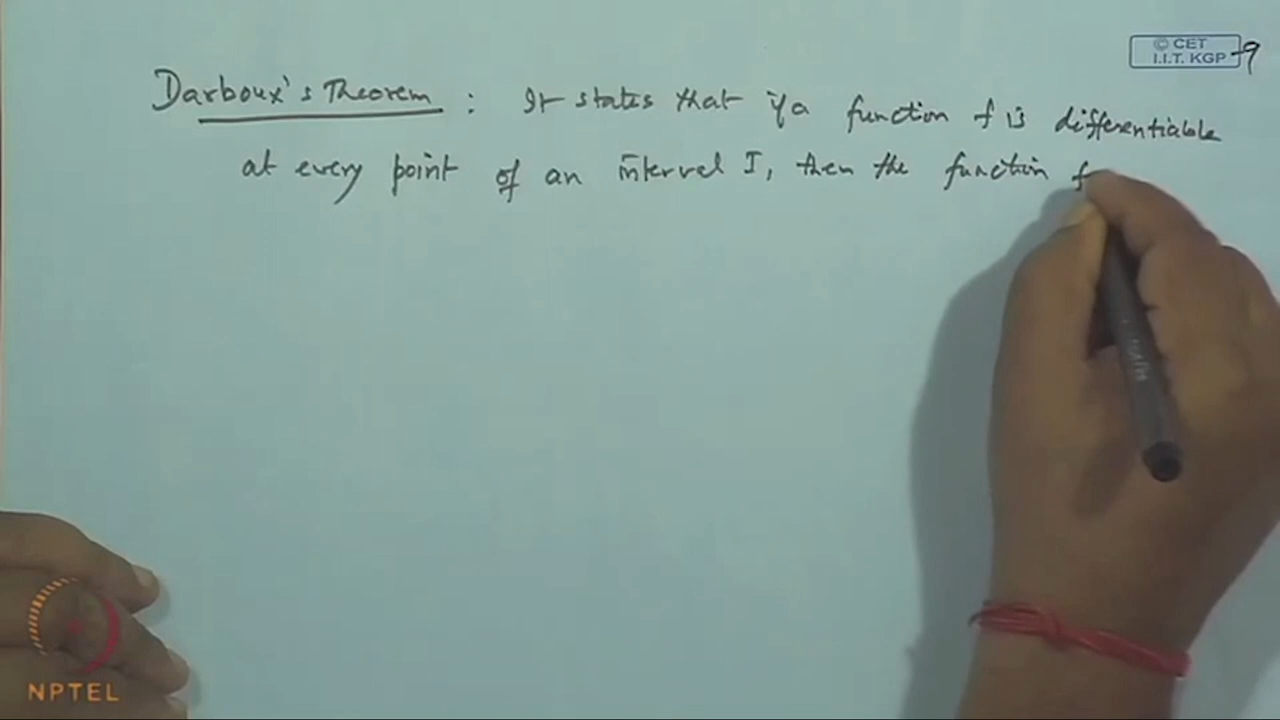 © CET
I.I.T. KGP
9
Darboux's Theorem : It states that if a function f is differentiable
at every point of an interval I, then the function f
NPTEL